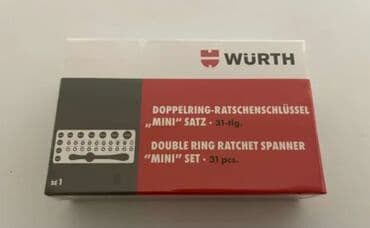 WÜRTH
DOPPELRING-RATSCHENSCHLÜSSEL
„MINI“ SATZ · 31-tlg.
DOUBLE RING RATCHET SPANNER
"MINI" SET · 31 pcs.